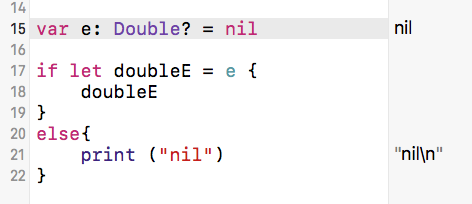 14
15 var e: Double? = nil nil
16
17 if let doubleE = e {
18     doubleE
19 }
20 else{
21     print ("nil") "nil\n"
22 }